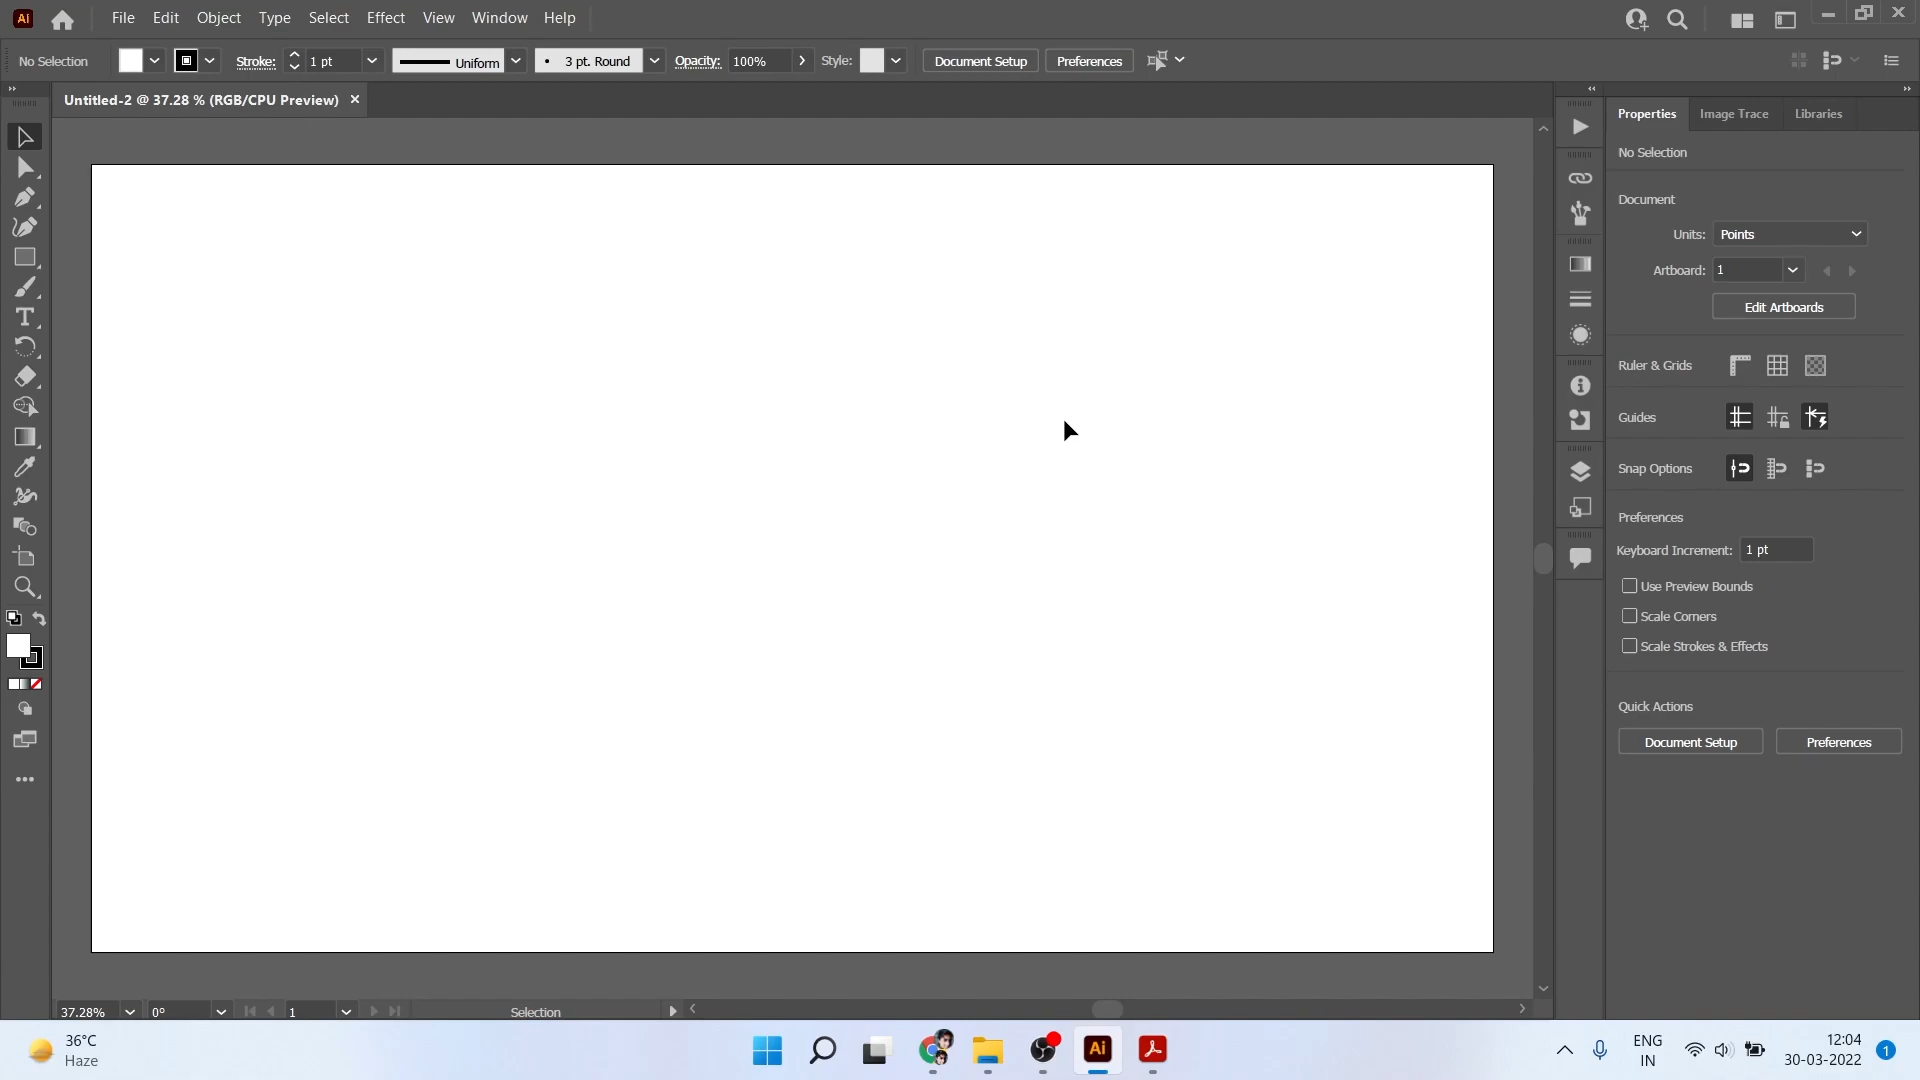 Ai File Edit Object Type Select Effect View Window Help
No Selection Stroke: 1 pt Uniform 3 pt. Round Opacity: 100% Style: Document Setup Preferences
Untitled-2 @ 37.28 % (RGB/CPU Preview)
Properties Image Trace Libraries
No Selection
Document
Units: Points
Artboard: 1
Edit Artboards
Ruler & Grids
Guides
Snap Options
Preferences
Keyboard Increment: 1 pt
Use Preview Bounds
Scale Corners
Scale Strokes & Effects
Quick Actions
Document Setup Preferences
37.28% 0° 1 Selection
36°C
Haze
Ai
ENG
IN
12:04
30-03-2022
1